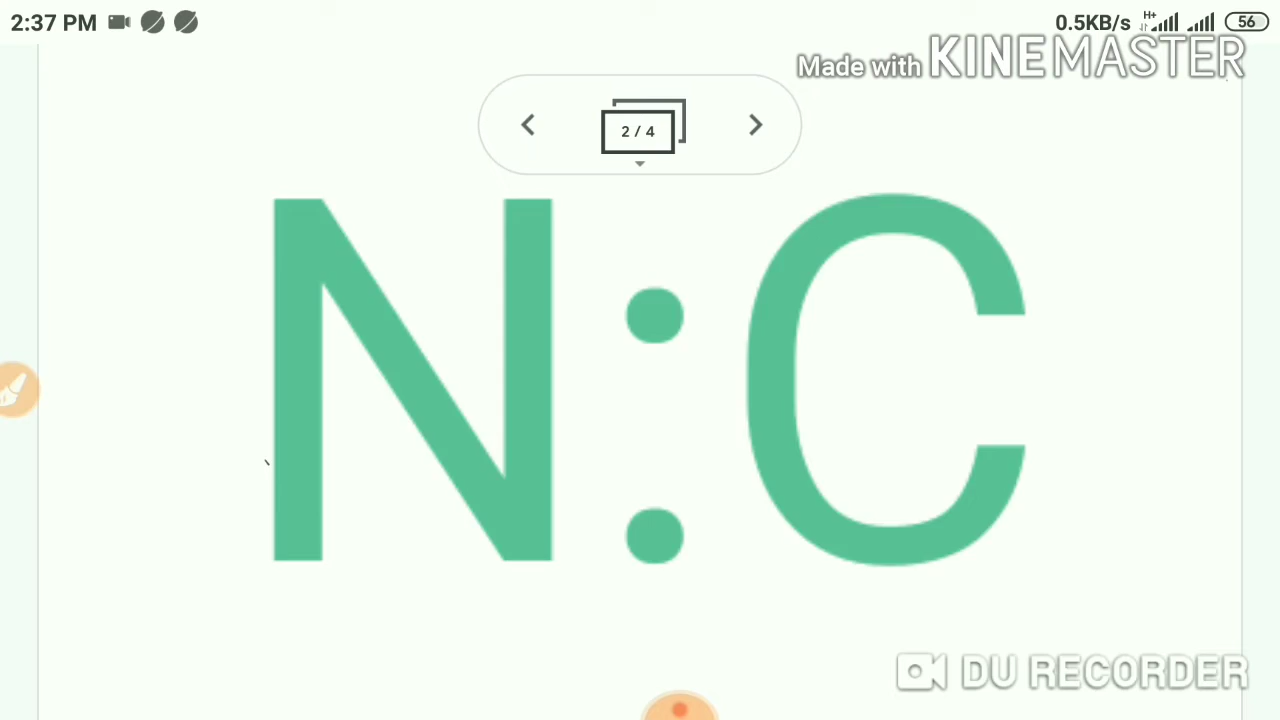 2:37 PM 0.5KB/s H+ 56
Made with KINEMASTER
2 / 4
N:C
DU RECORDER